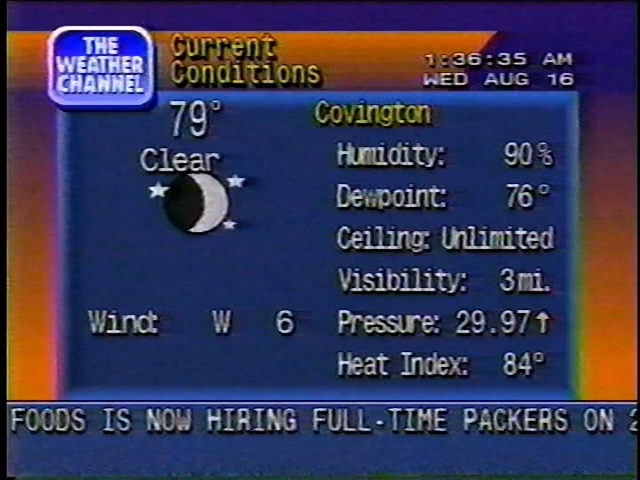 THE
WEATHER
CHANNEL
Current
Conditions
1:36:35 AM
WED AUG 16
79°
Clear
Covington
Humidity: 90%
Dewpoint: 76°
Ceiling: Unlimited
Visibility: 3mi.
Wind: W 6
Pressure: 29.97↑
Heat Index: 84°
FOODS IS NOW HIRING FULL-TIME PACKERS ON